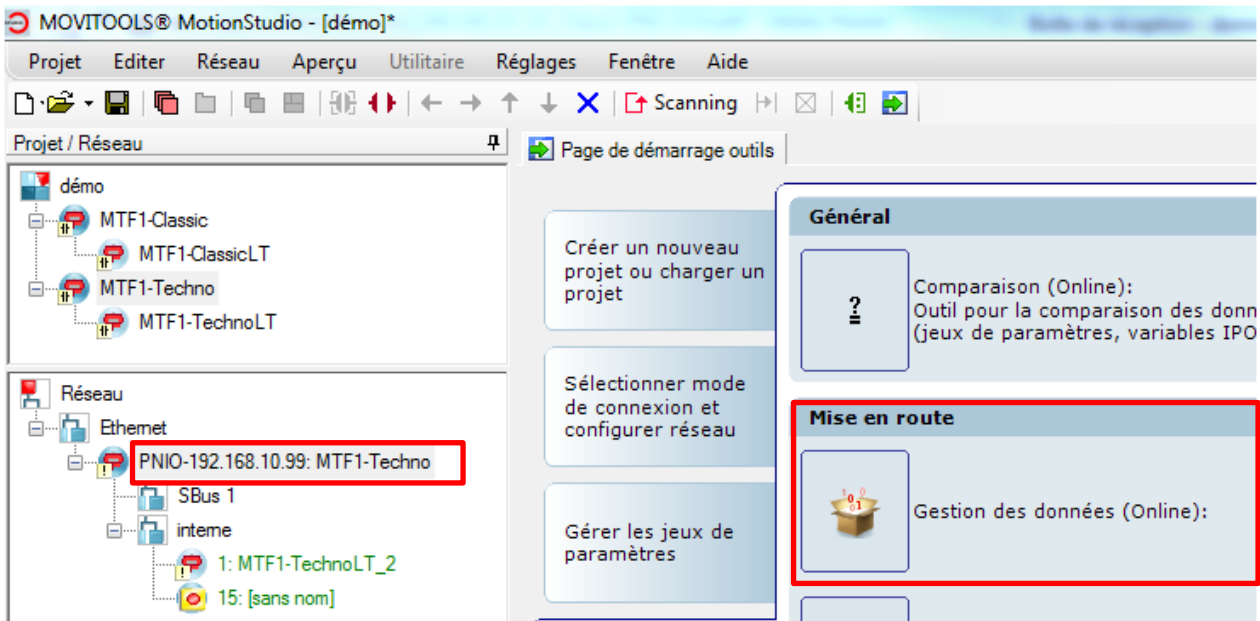 MOVITOOLS® MotionStudio - [démo]*
Projet Editer Réseau Aperçu Utilitaire Réglages Fenêtre Aide
Scanning
Projet / Réseau
Page de démarrage outils
démo
MTF1-Classic
MTF1-ClassicLT
MTF1-Techno
MTF1-TechnoLT
Réseau
Ethernet
PNIO-192.168.10.99: MTF1-Techno
SBus 1
interne
1: MTF1-TechnoLT_2
15: [sans nom]
Créer un nouveau
projet ou charger un
projet
Sélectionner mode
de connexion et
configurer réseau
Gérer les jeux de
paramètres
Général
Comparaison (Online):
Outil pour la comparaison des donn
(jeux de paramètres, variables IPO
Mise en route
Gestion des données (Online):